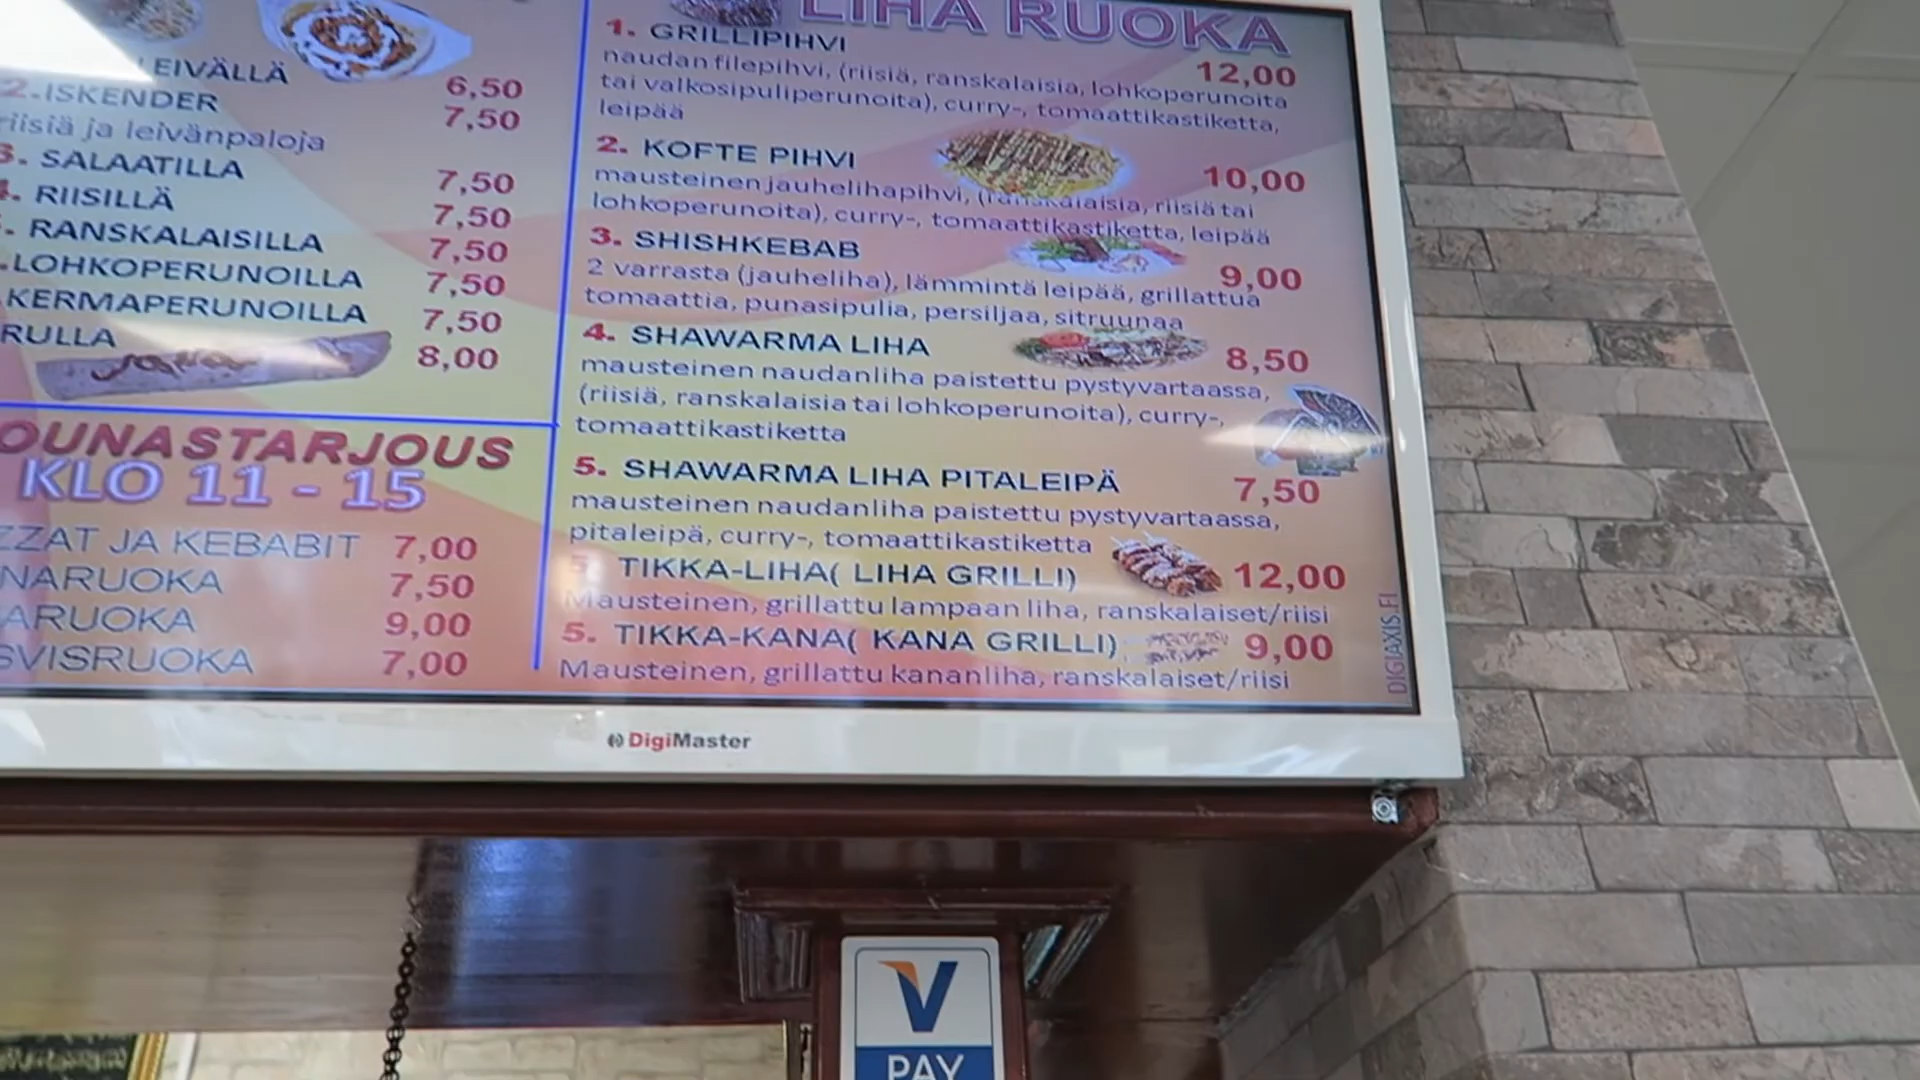 EIVÄLLÄ 6,50
2.ISKENDER 7,50
riisiä ja leivänpaloja
3. SALAATILLA 7,50
4. RIISILLÄ 7,50
. RANSKALAISILLA 7,50
.LOHKOPERUNOILLA 7,50
KERMAPERUNOILLA 7,50
RULLA 8,00
OUNASTARJOUS
KLO 11 - 15
ZZAT JA KEBABIT 7,00
NARUOKA 7,50
ARUOKA 9,00
SVISRUOKA 7,00
LIHA RUOKA
1. GRILLIPIHVI 12,00
naudan filepihvi, (riisiä, ranskalaisia, lohkoperunoita
tai valkosipuliperunoita), curry-, tomaattikastiketta,
leipää
2. KOFTE PIHVI 10,00
mausteinen jauhelihapihvi, (ranskalaisia, riisiä tai
lohkoperunoita), curry-, tomaattikastiketta, leipää
3. SHISHKEBAB 9,00
2 varrasta (jauheliha), lämmintä leipää, grillattua
tomaattia, punasipulia, persiljaa, sitruunaa
4. SHAWARMA LIHA 8,50
mausteinen naudanliha paistettu pystyvartaassa,
(riisiä, ranskalaisia tai lohkoperunoita), curry-,
tomaattikastiketta
5. SHAWARMA LIHA PITALEIPÄ 7,50
mausteinen naudanliha paistettu pystyvartaassa,
pitaleipä, curry-, tomaattikastiketta
5. TIKKA-LIHA( LIHA GRILLI) 12,00
Mausteinen, grillattu lampaan liha, ranskalaiset/riisi
5. TIKKA-KANA( KANA GRILLI) 9,00
Mausteinen, grillattu kananliha, ranskalaiset/riisi
DIGIAXIS.FI
DigiMaster
V
PAY